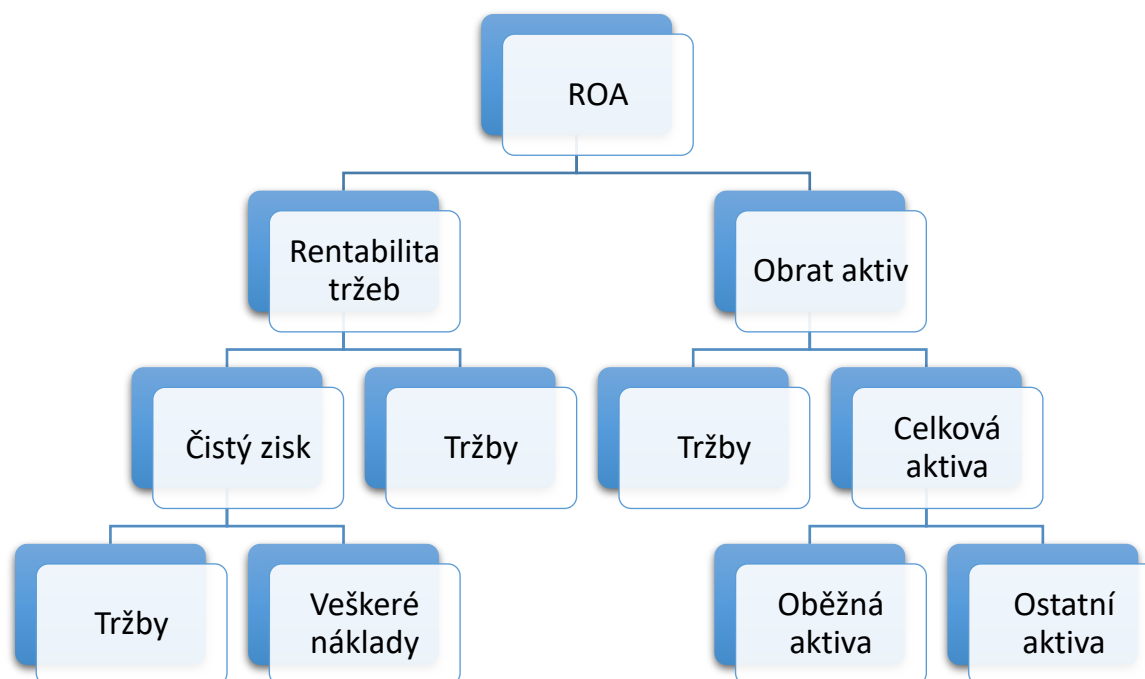 ROA
Rentabilita
tržeb
Obrat aktiv
Čistý zisk
Tržby
Tržby
Celková
aktiva
Tržby
Veškeré
náklady
Oběžná
aktiva
Ostatní
aktiva